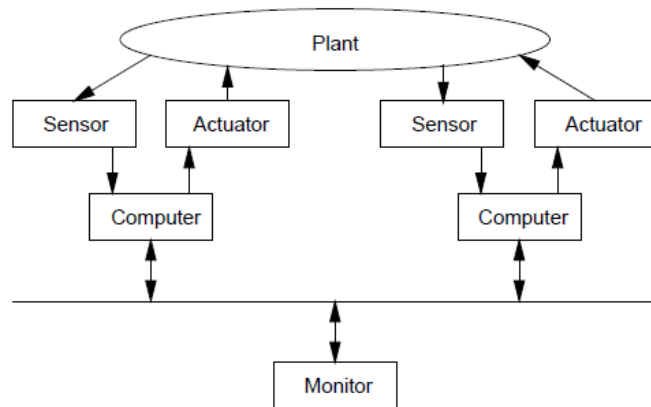 Plant
Sensor
Actuator
Sensor
Actuator
Computer
Computer
Monitor